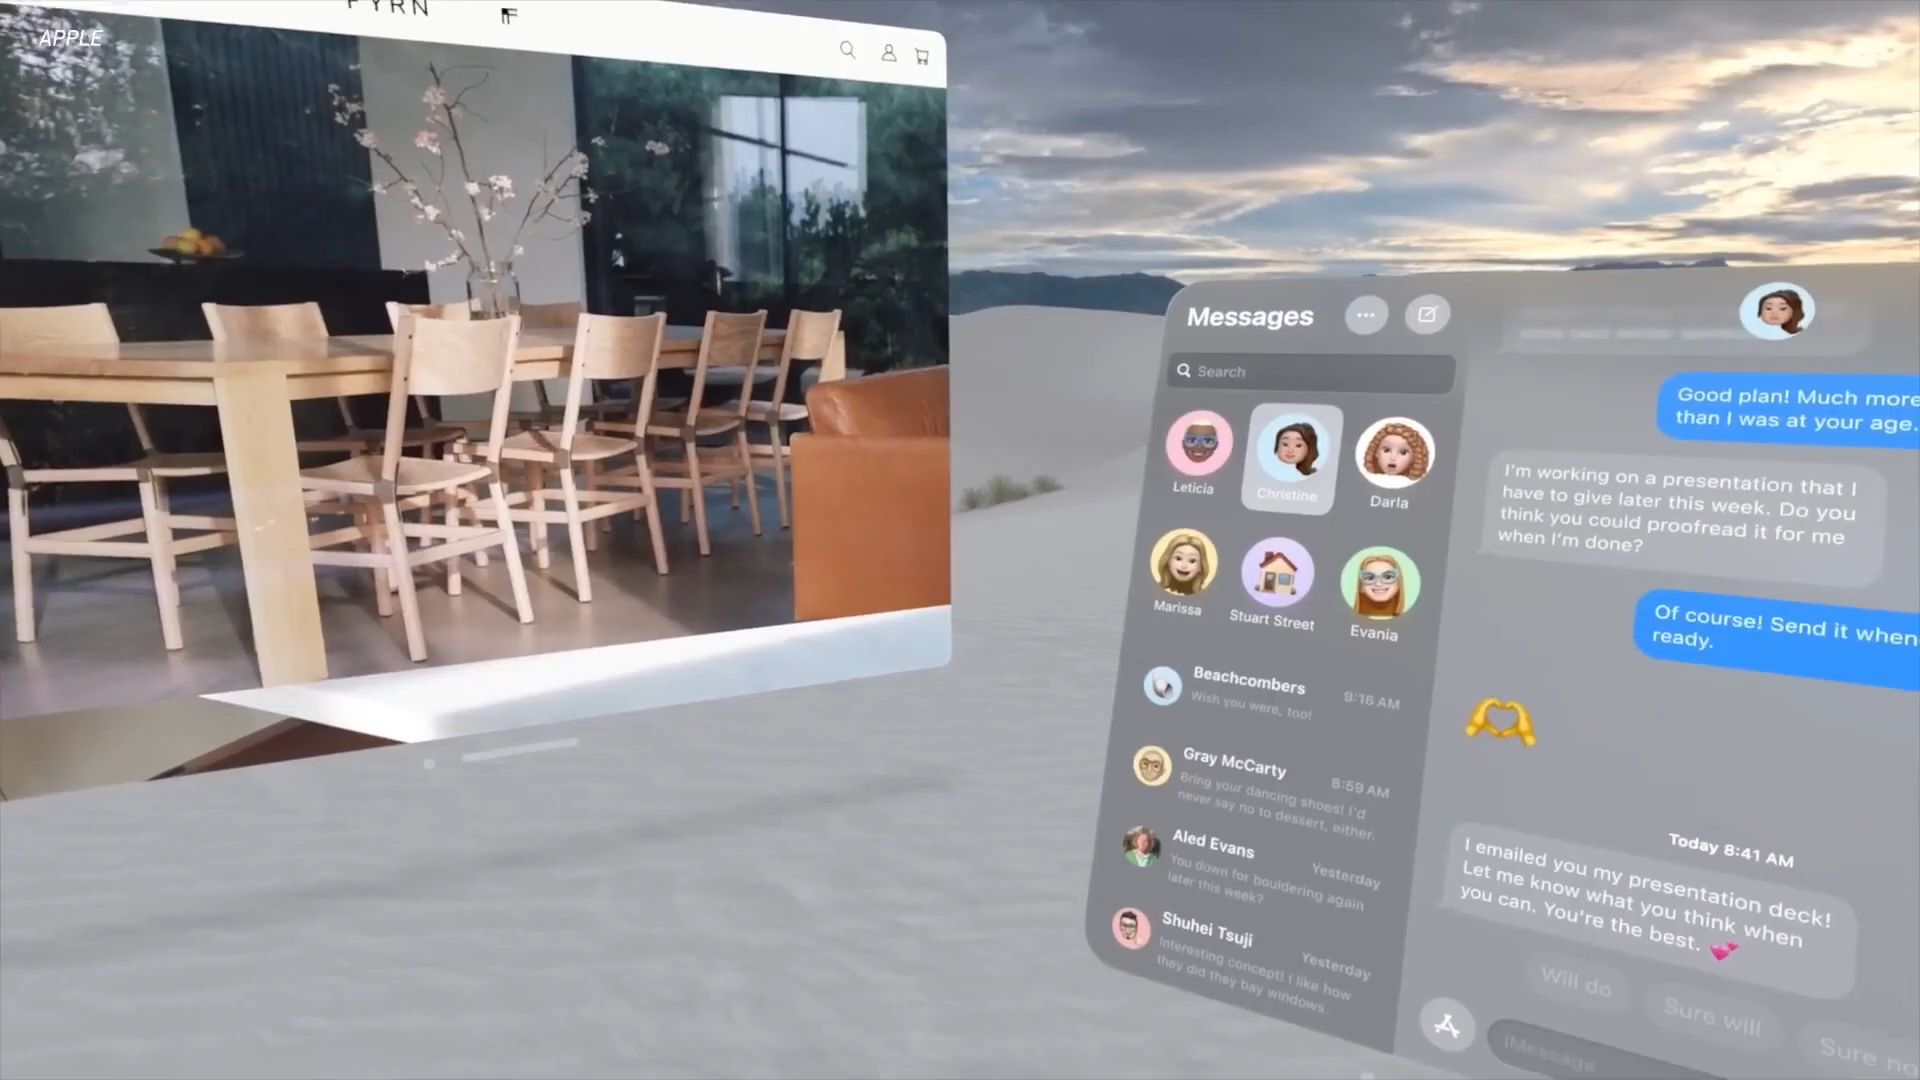 APPLE
FYRN
Messages
Search
Leticia
Christine
Darla
Marissa
Stuart Street
Evania
Beachcombers
9:16 AM
Wish you were, too!
Gray McCarty
8:59 AM
Bring your dancing shoes! I'd
never say no to dessert, either.
Aled Evans
Yesterday
You down for bouldering again
later this week?
Shuhei Tsuji
Yesterday
Interesting concept! I like how
they did they bay windows.
Good plan! Much more
than I was at your age.
I'm working on a presentation that I
have to give later this week. Do you
think you could proofread it for me
when I'm done?
Of course! Send it when
ready.
Today 8:41 AM
I emailed you my presentation deck!
Let me know what you think when
you can. You're the best. 💕
Will do
Sure will
Sure
iMessage